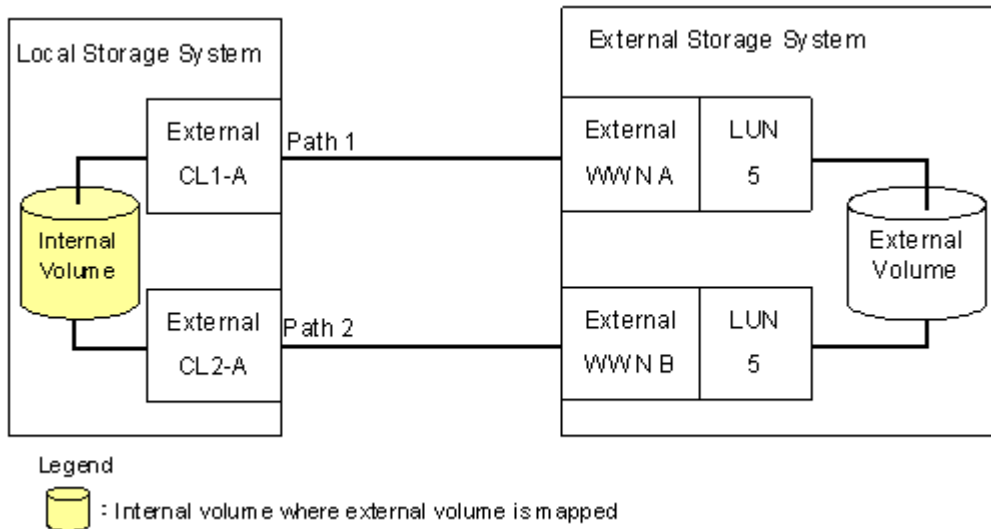 Local Storage System
External Storage System
External
CL1-A
Path 1
External
WWN A
LUN
5
Internal
Volume
External
Volume
External
CL2-A
Path 2
External
WWN B
LUN
5
Legend
: Internal volume where external volume is mapped